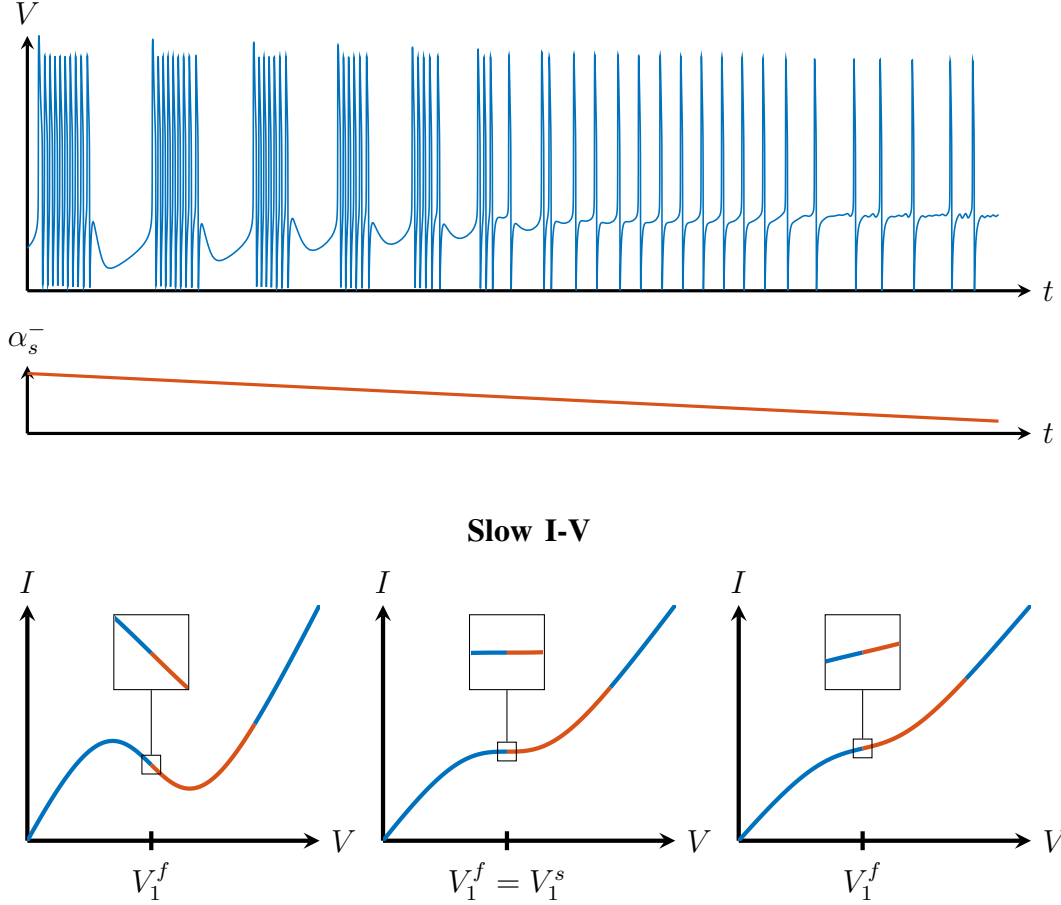 V
t
α_s^-
t
Slow I-V
I I I
V V V
V_1^f V_1^f = V_1^s V_1^f